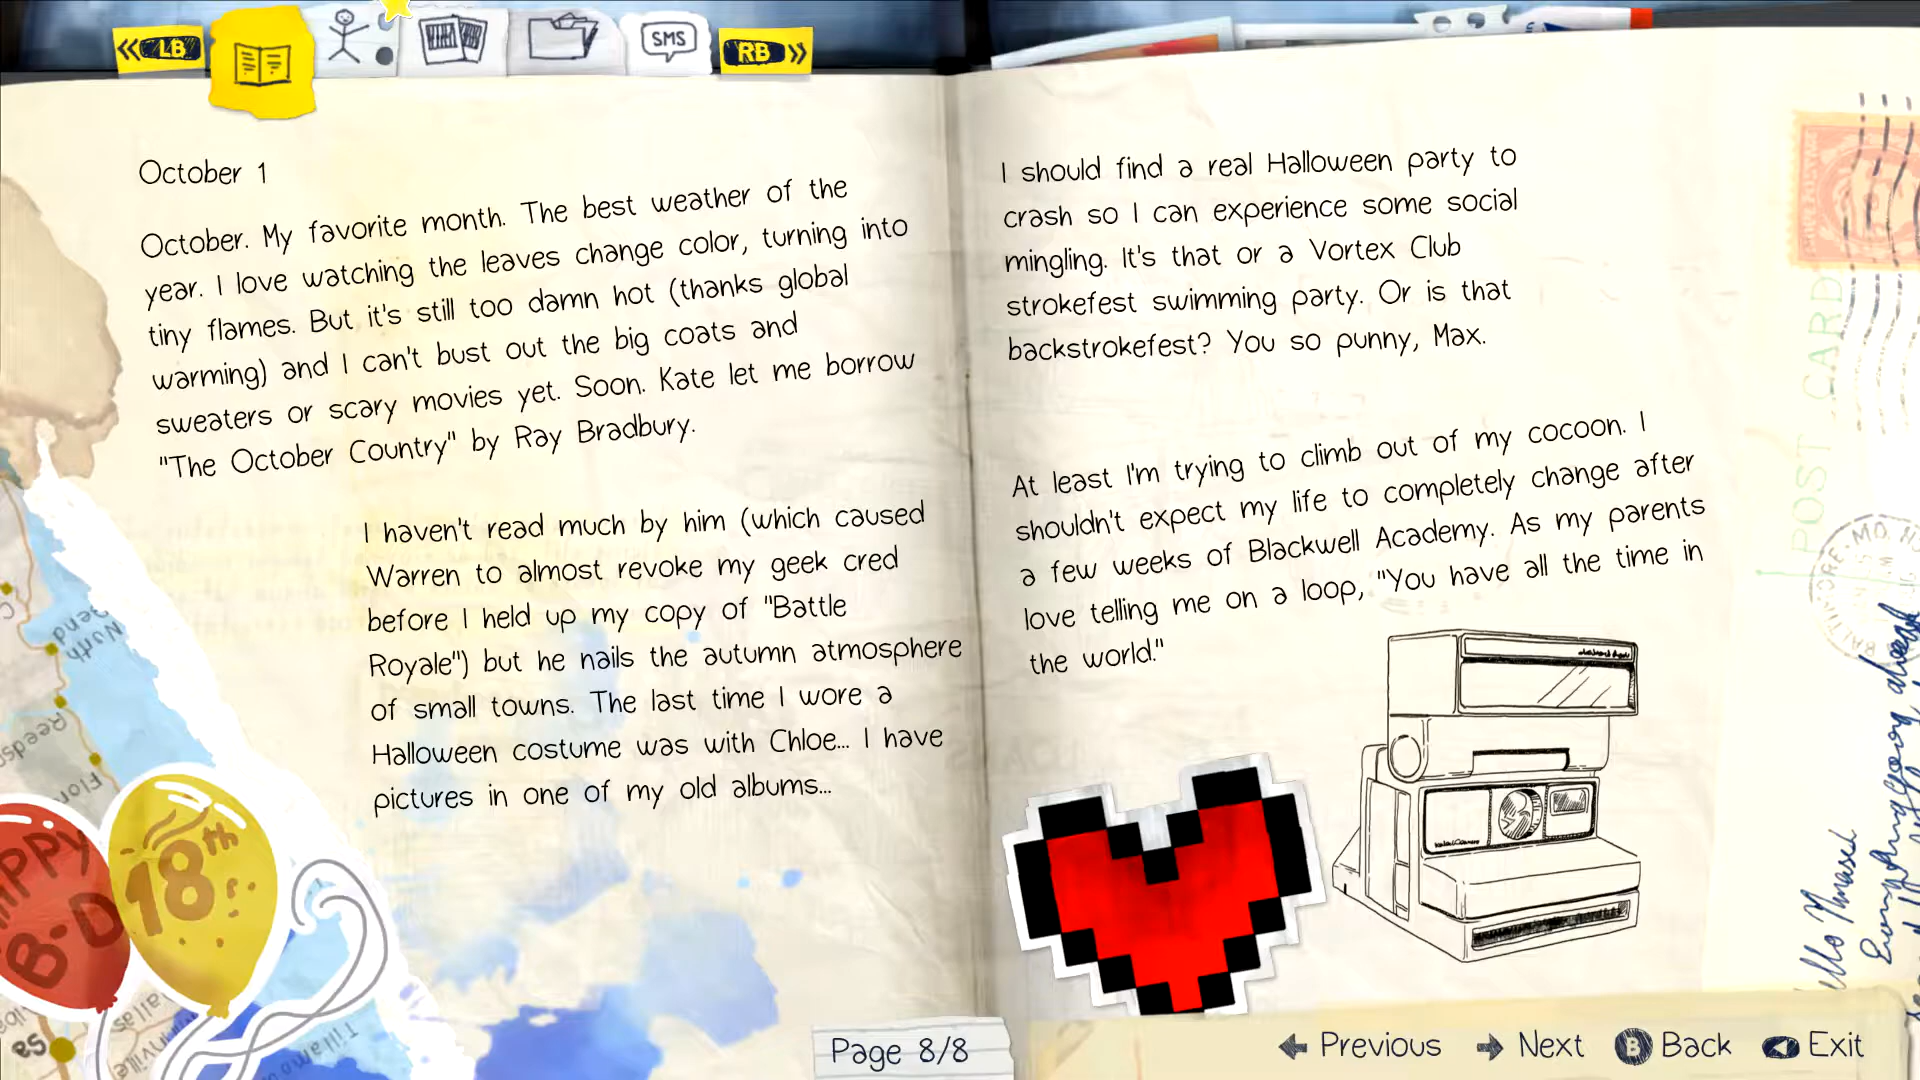 LB
SMS
RB
October 1
October. My favorite month. The best weather of the
year. I love watching the leaves change color, turning into
tiny flames. But it's still too damn hot (thanks global
warming) and I can't bust out the big coats and
sweaters or scary movies yet. Soon. Kate let me borrow
"The October Country" by Ray Bradbury.
I haven't read much by him (which caused
Warren to almost revoke my geek cred
before I held up my copy of "Battle
Royale") but he nails the autumn atmosphere
of small towns. The last time I wore a
Halloween costume was with Chloe... I have
pictures in one of my old albums...
I should find a real Halloween party to
crash so I can experience some social
mingling. It's that or a Vortex Club
strokefest swimming party. Or is that
backstrokefest? You so punny, Max.
At least I'm trying to climb out of my cocoon. I
shouldn't expect my life to completely change after
a few weeks of Blackwell Academy. As my parents
love telling me on a loop, "You have all the time in
the world."
POST CARD
North
Bend
Reedsp
Flor
B-D
18th
Page 8/8
Previous
Next
B Back
Exit